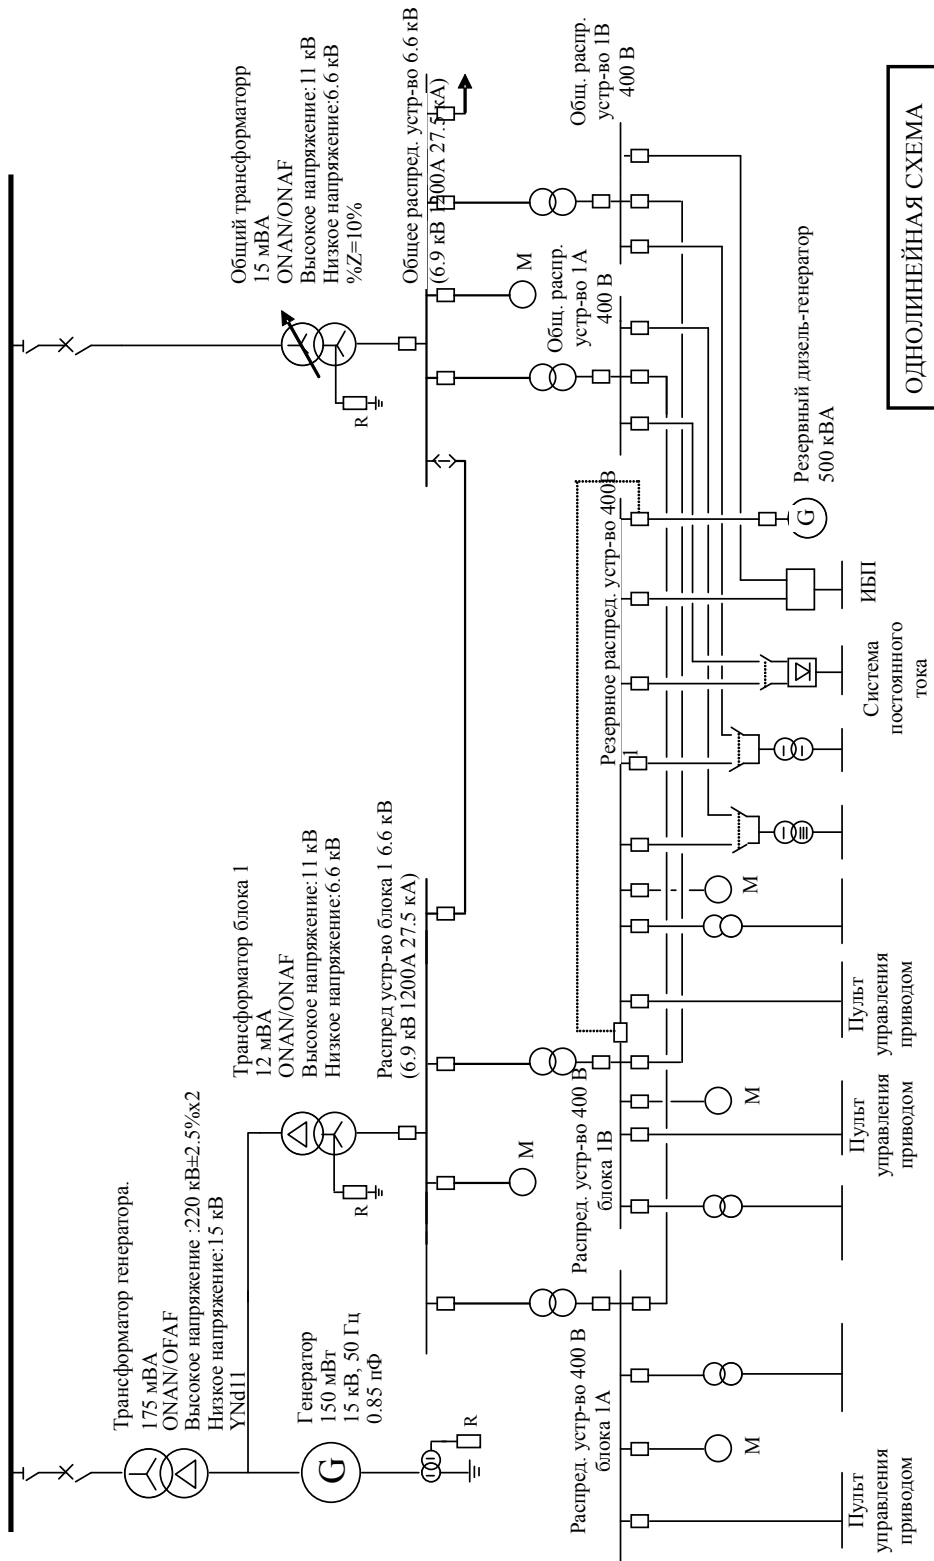 Трансформатор генератора.
175 мВА
ONAN/OFAF
Высокое напряжение :220 кВ±2.5%x2
Низкое напряжение:15 кВ
YNd11
Генератор
150 мВт
15 кВ, 50 Гц
0.85 пФ
G
R
Трансформатор блока 1
12 мВА
ONAN/ONAF
Высокое напряжение:11 кВ
Низкое напряжение:6.6 кВ
R
Распред устр-во блока 1 6.6 кВ
(6.9 кВ 1200А 27.5 кА)
М
Общий трансформаторр
15 мВА
ONAN/ONAF
Высокое напряжение:11 кВ
Низкое напряжение:6.6 кВ
%Z=10%
R
Общее распред. устр-во 6.6 кВ
(6.9 кВ 1200А 27.5 кА)
М
Общ. распр.
устр-во 1А
400 В
Общ. распр.
устр-во 1В
400 В
Распред. устр-во 400 В
блока 1А
Распред. устр-во 400 В
блока 1В
Резервное распред. устр-во 400В
1
М
М
М
Пульт
управления
приводом
Пульт
управления
приводом
Пульт
управления
приводом
Система
постоянного
тока
ИБП
G
Резервный дизель-генератор
500 кВА
ОДНОЛИНЕЙНАЯ СХЕМА